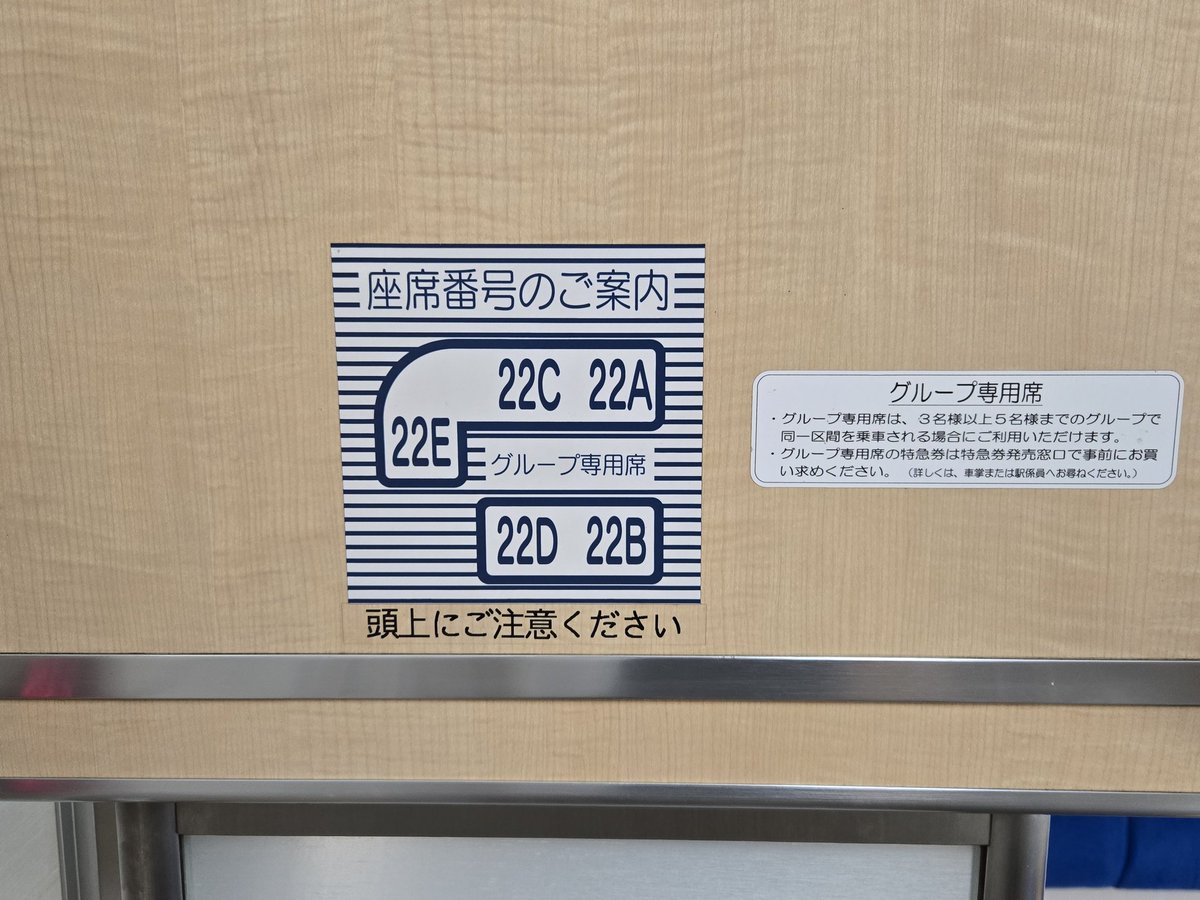 座席番号のご案内
22C 22A
22E
グループ専用席
22D 22B
頭上にご注意ください
グループ専用席
・グループ専用席は、3名様以上5名様までのグループで
同一区間を乗車される場合にご利用いただけます。
・グループ専用席の特急券は特急券発売窓口で事前にお買
い求めください。（詳しくは、車掌または駅係員へお尋ねください。）